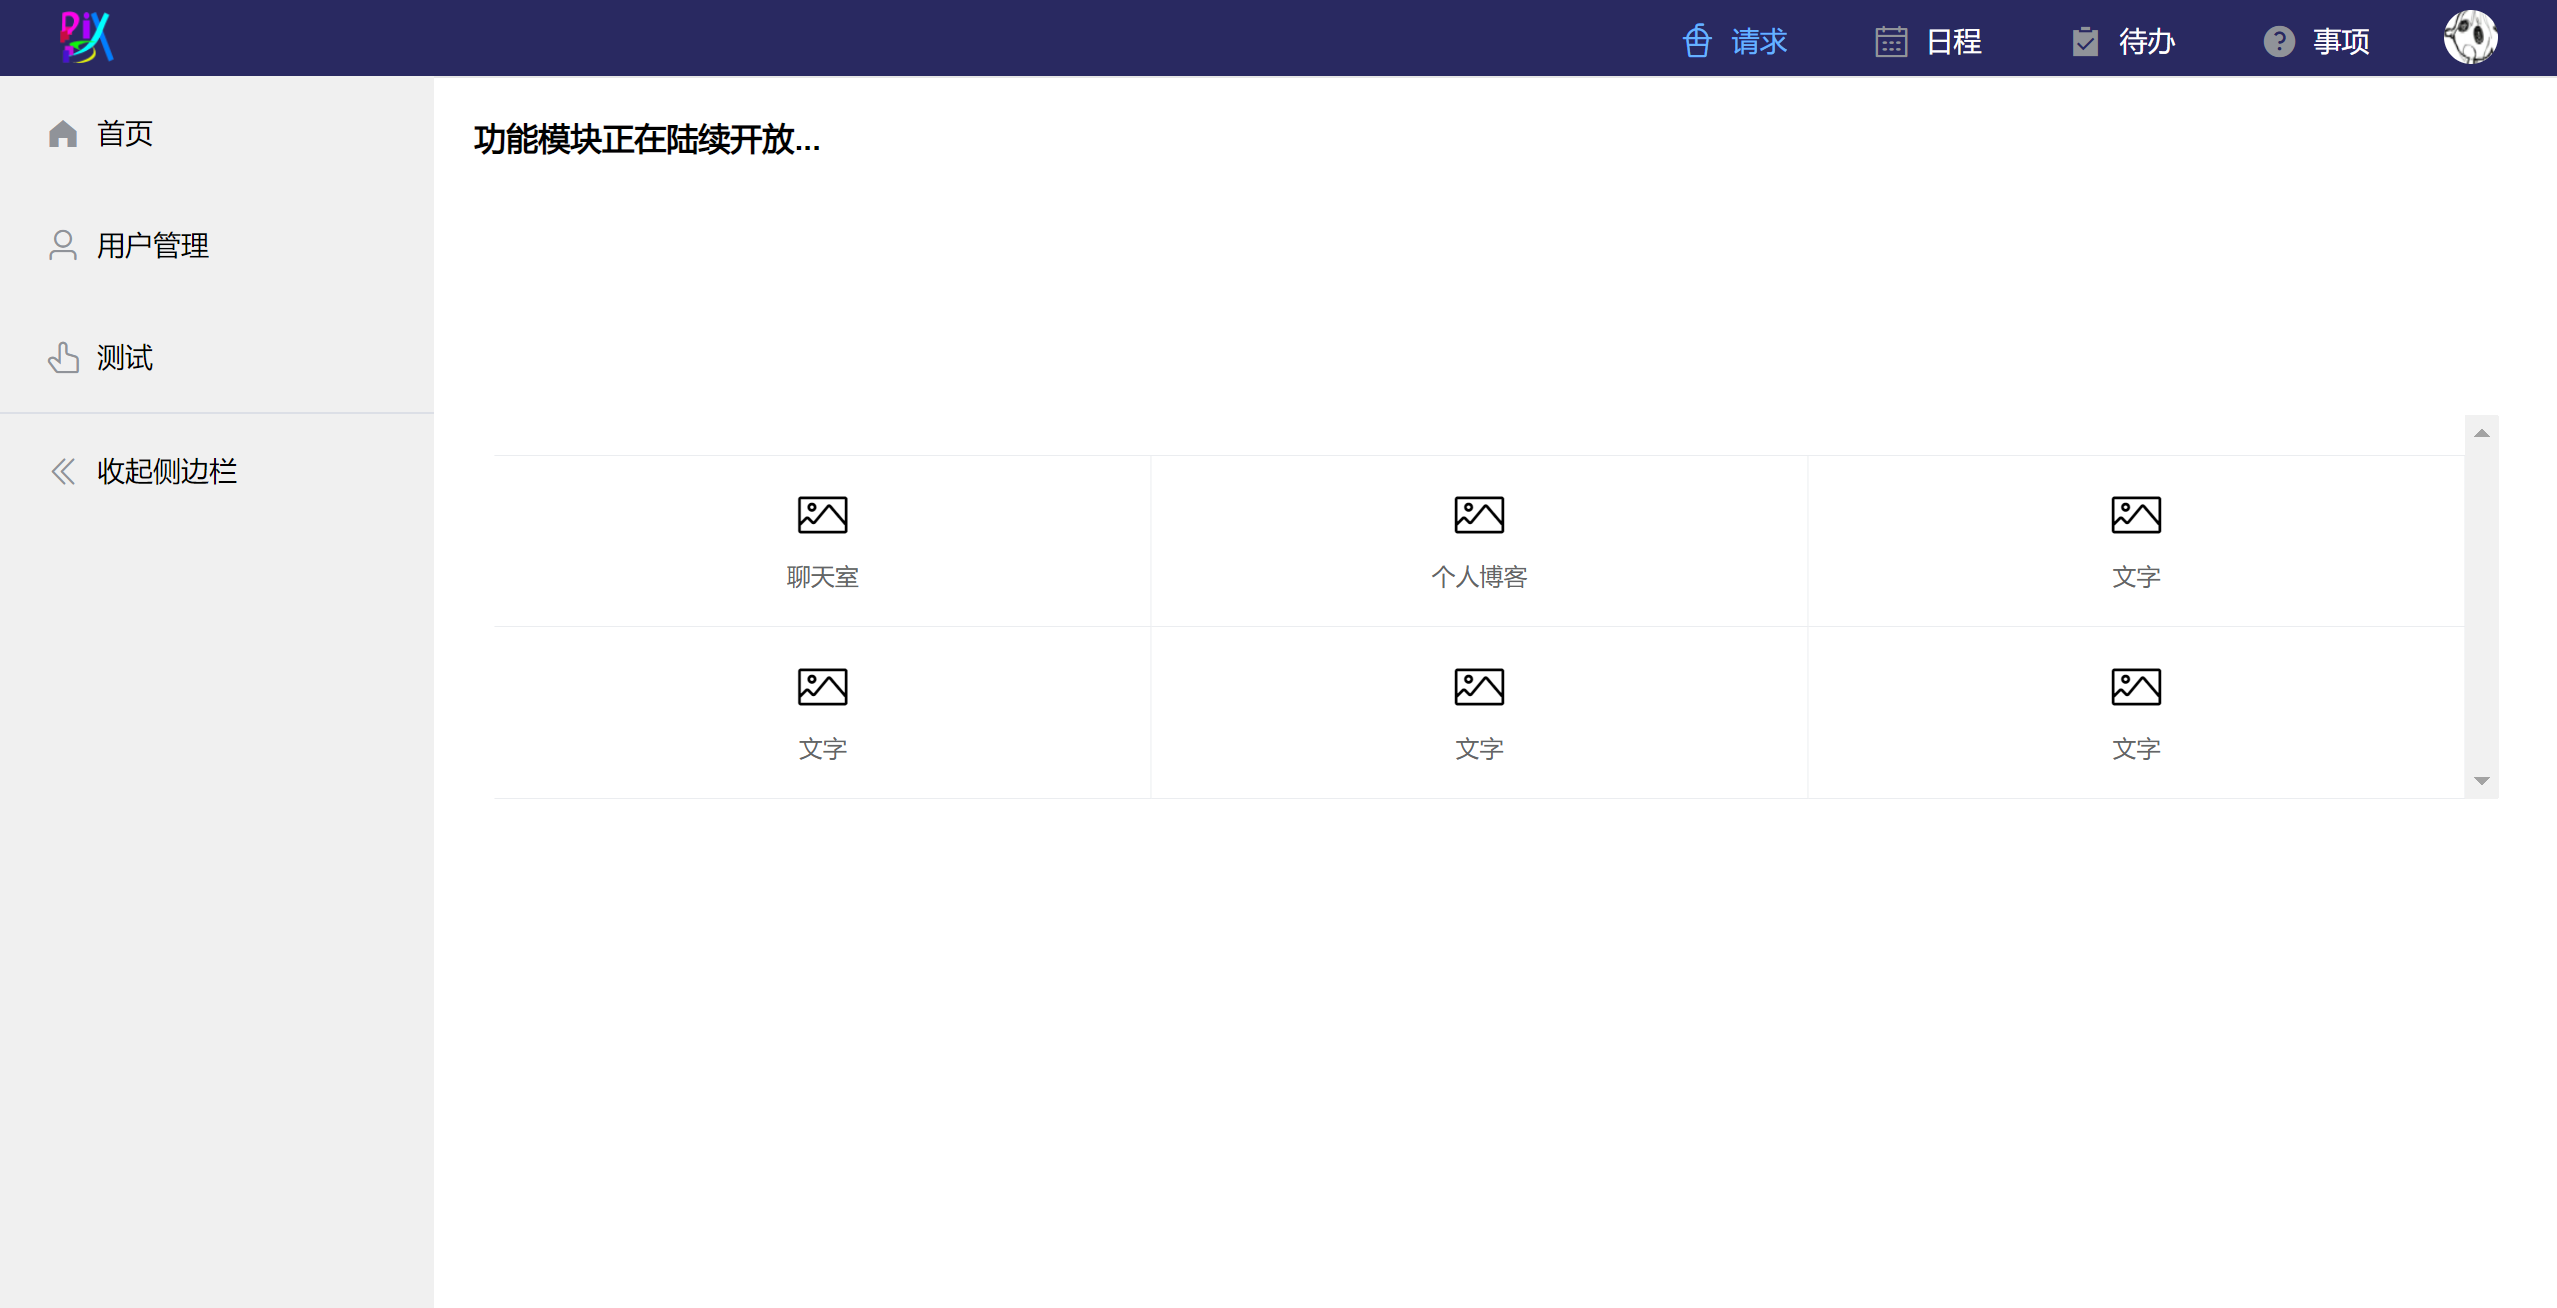 请求
日程
待办
事项
首页
用户管理
测试
收起侧边栏
功能模块正在陆续开放...
聊天室
个人博客
文字
文字
文字
文字